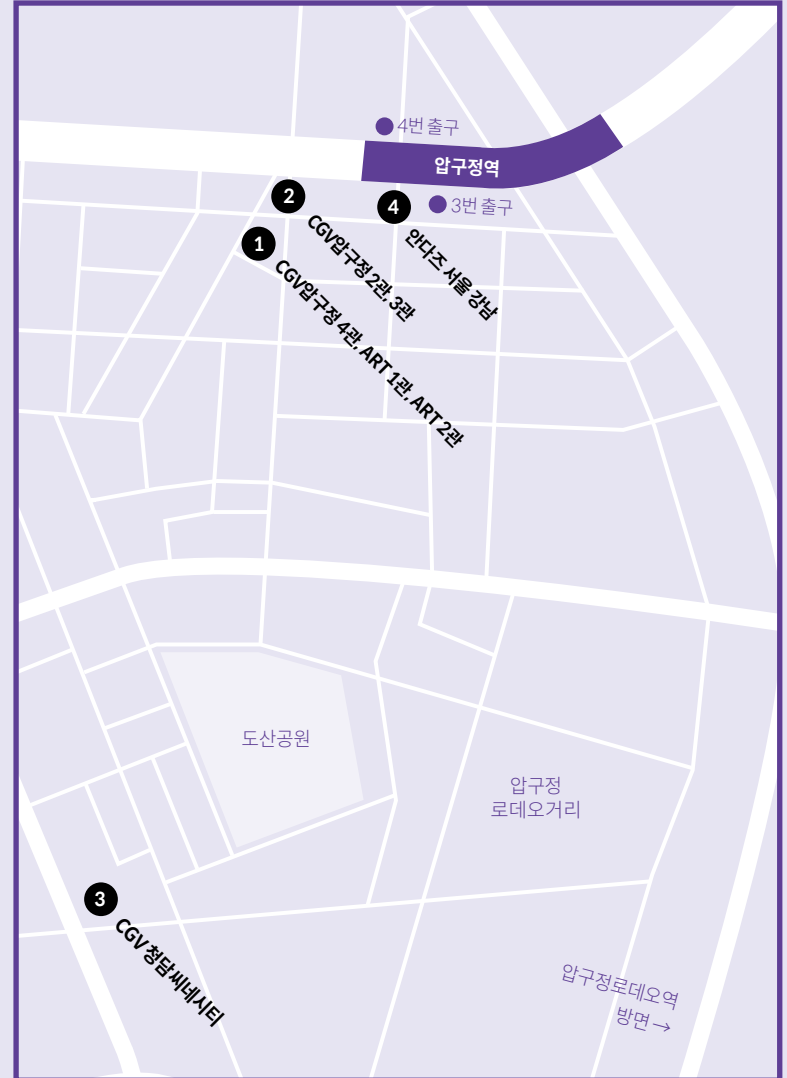 4번 출구
압구정역
3번 출구
2
CGV압구정 2관, 3관
4
안다즈 서울 강남
1
CGV압구정 4관, ART 1관, ART 2관
도산공원
압구정
로데오거리
3
CGV 청담씨네시티
압구정로데오역
방면 →